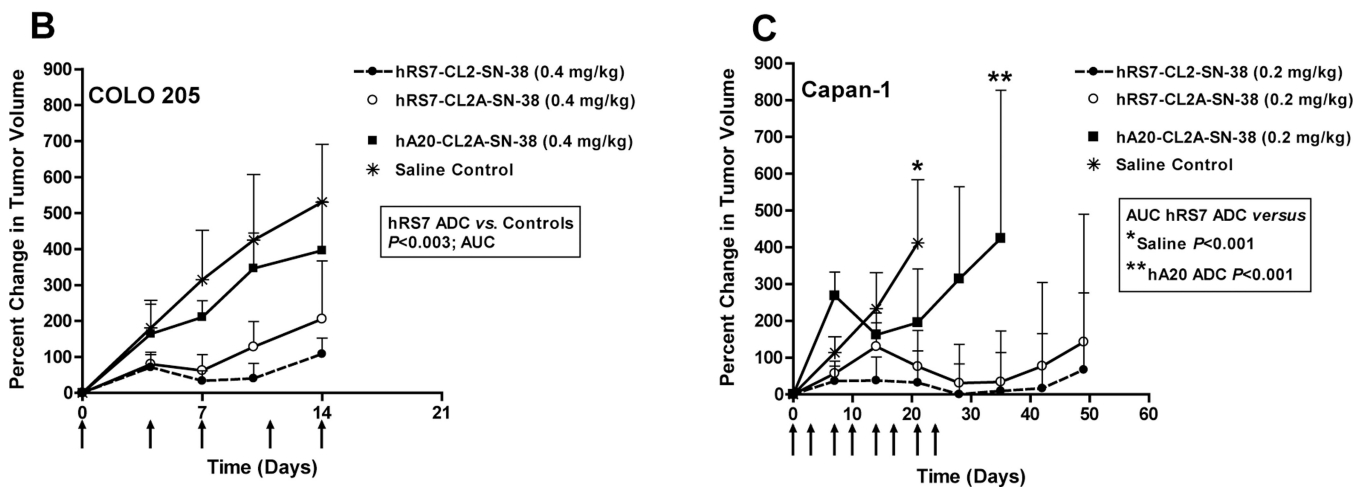 B
900
800
700
600
500
400
300
200
100
0
Percent Change in Tumor Volume
COLO 205
hRS7-CL2-SN-38 (0.4 mg/kg)
hRS7-CL2A-SN-38 (0.4 mg/kg)
hA20-CL2A-SN-38 (0.4 mg/kg)
Saline Control
hRS7 ADC vs. Controls
P<0.003; AUC
0 7 14 21
Time (Days)
C
900
800
700
600
500
400
300
200
100
0
Percent Change in Tumor Volume
Capan-1
*
**
hRS7-CL2-SN-38 (0.2 mg/kg)
hRS7-CL2A-SN-38 (0.2 mg/kg)
hA20-CL2A-SN-38 (0.2 mg/kg)
Saline Control
AUC hRS7 ADC versus
*Saline P<0.001
**hA20 ADC P<0.001
0 10 20 30 40 50 60
Time (Days)